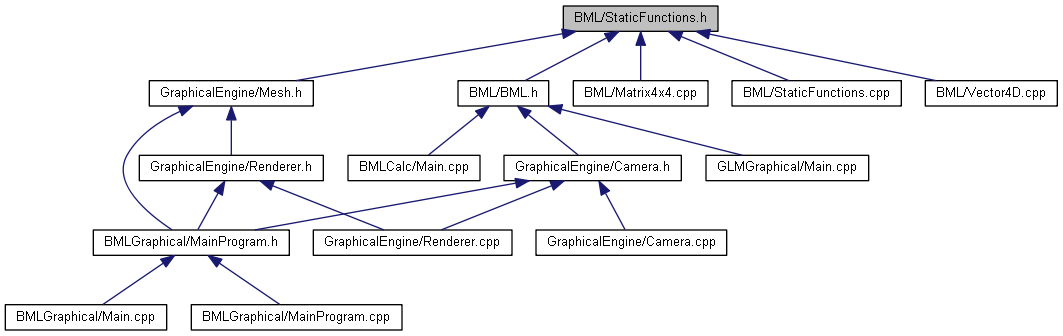 BML/StaticFunctions.h
GraphicalEngine/Mesh.h
BML/BML.h
BML/Matrix4x4.cpp
BML/StaticFunctions.cpp
BML/Vector4D.cpp
GraphicalEngine/Renderer.h
BMLCalc/Main.cpp
GraphicalEngine/Camera.h
GLMGraphical/Main.cpp
BMLGraphical/MainProgram.h
GraphicalEngine/Renderer.cpp
GraphicalEngine/Camera.cpp
BMLGraphical/Main.cpp
BMLGraphical/MainProgram.cpp